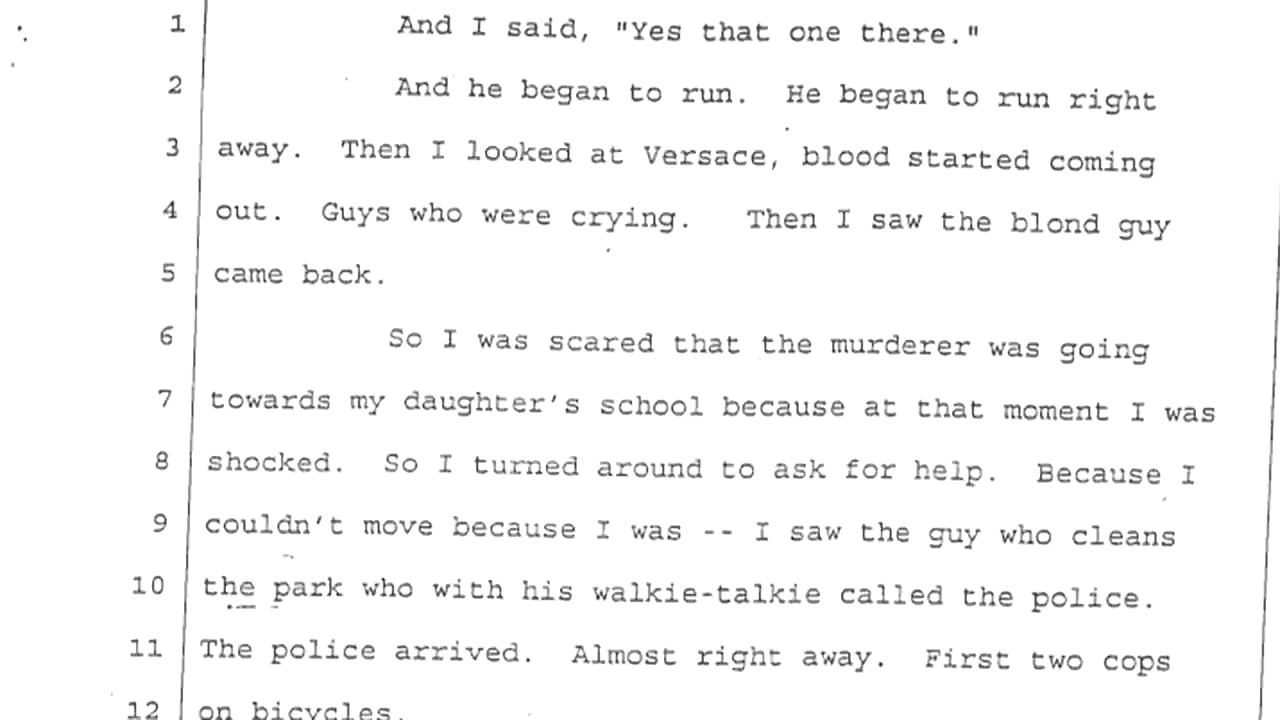 1 And I said, "Yes that one there."
2 And he began to run. He began to run right
3 away. Then I looked at Versace, blood started coming
4 out. Guys who were crying. Then I saw the blond guy
5 came back.
6 So I was scared that the murderer was going
7 towards my daughter's school because at that moment I was
8 shocked. So I turned around to ask for help. Because I
9 couldn't move because I was -- I saw the guy who cleans
10 the park who with his walkie-talkie called the police.
11 The police arrived. Almost right away. First two cops
12 on bicycles.